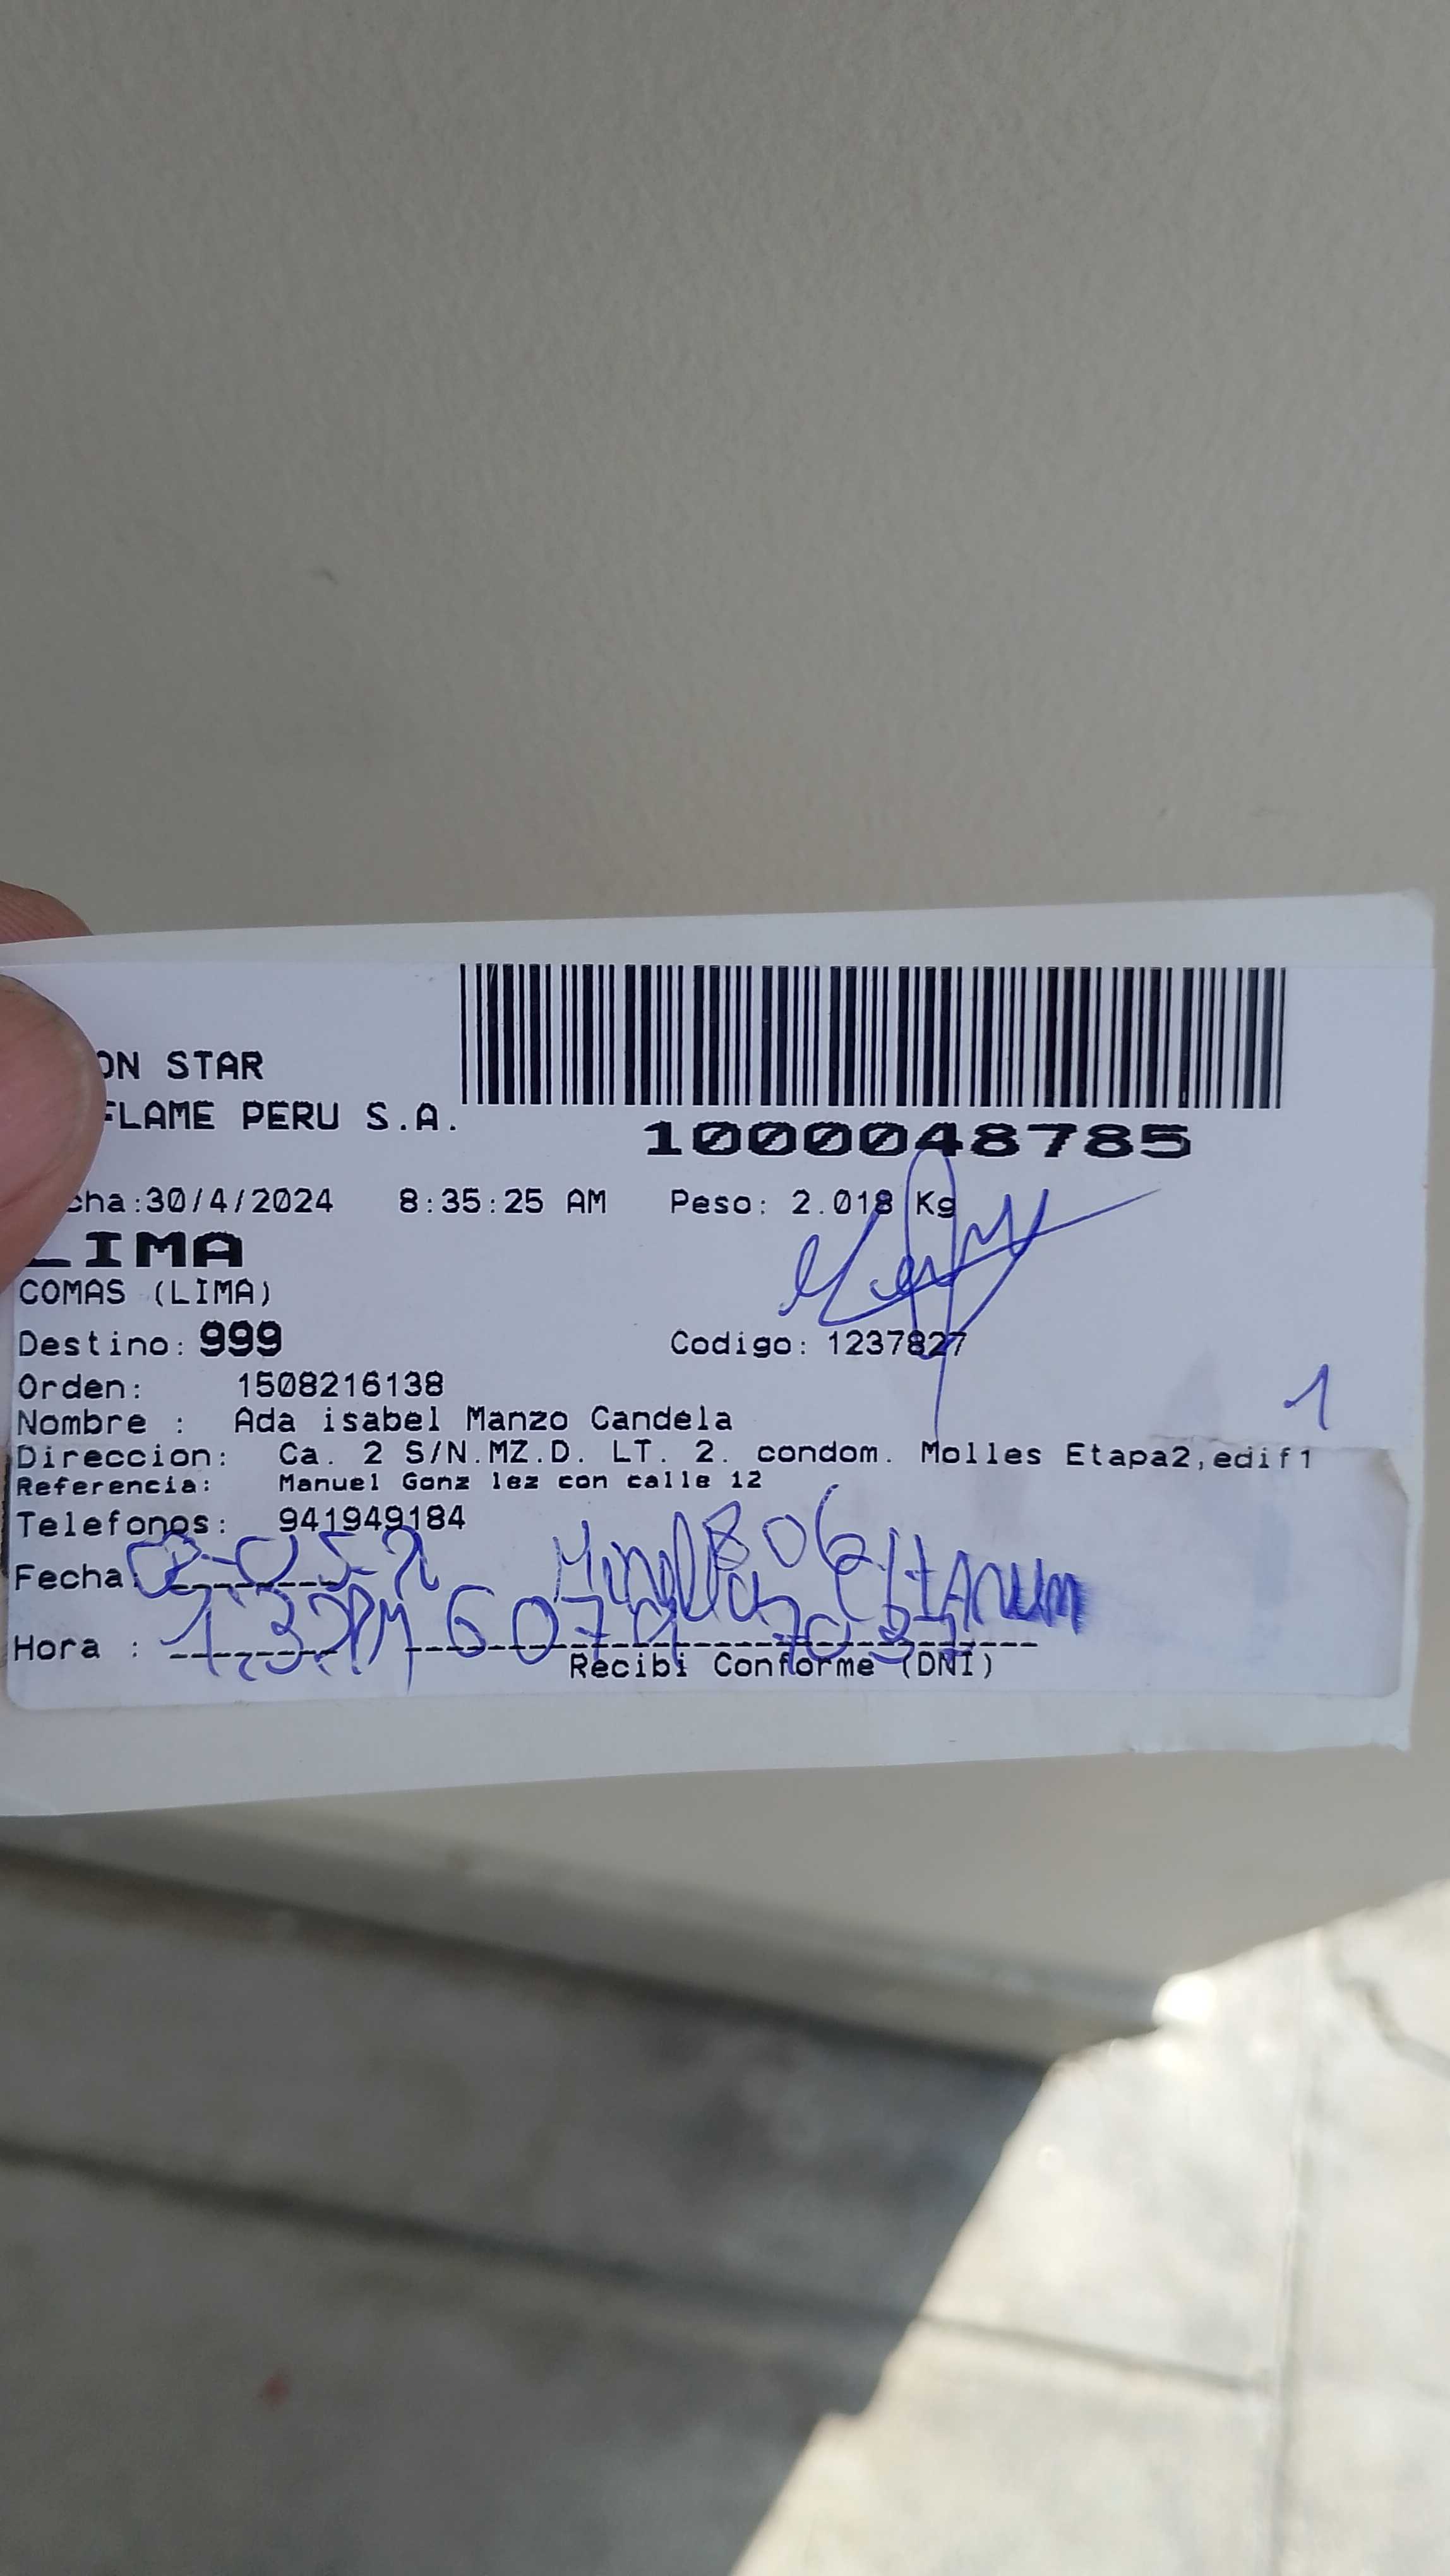 ON STAR
FLAME PERU S.A.
1000048785
cha:30/4/2024 8:35:25 AM Peso: 2.018 Kg
LIMA
COMAS (LIMA)
Destino: 999 Codigo: 1237827
Orden: 1508216138
1
Nombre : Ada isabel Manzo Candela
Direccion: Ca. 2 S/N.MZ.D. LT. 2. condom. Molles Etapa2,edif1
Referencia: Manuel Gonz lez con calle 12
Telefonos: 941949184
Fecha:
Hora :
Recibi Conforme (DNI)